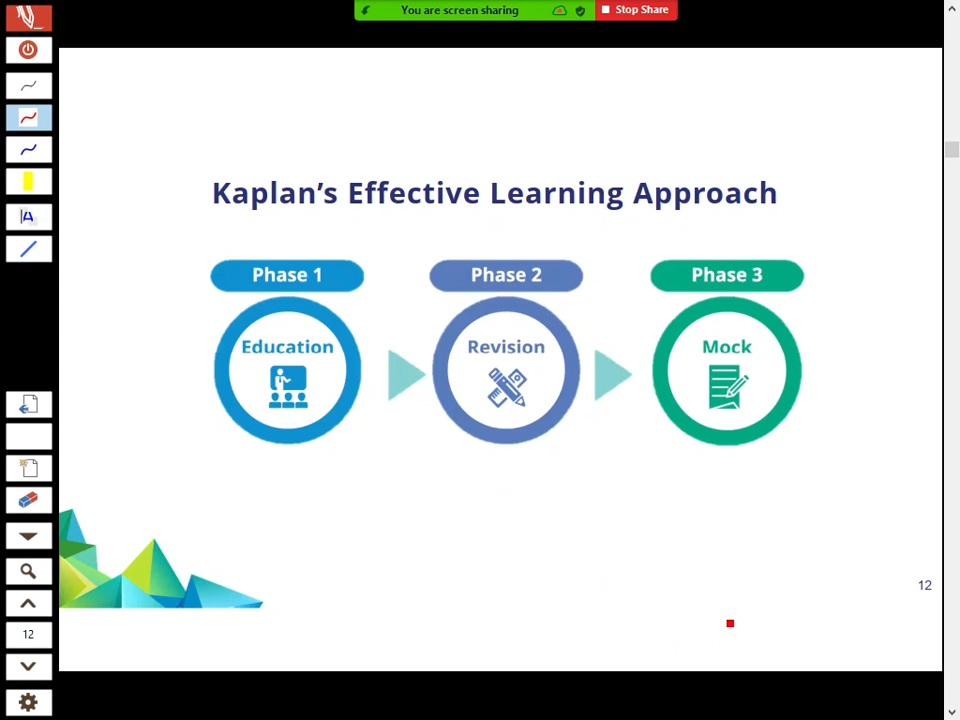 You are screen sharing
Stop Share
Kaplan's Effective Learning Approach
Phase 1
Phase 2
Phase 3
Education
Revision
Mock
A
12
12